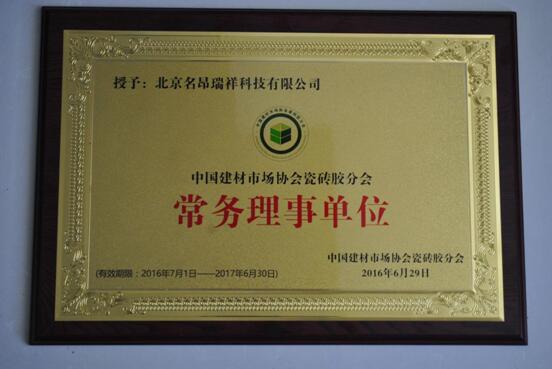 授予：北京名昂瑞祥科技有限公司
中国建材市场协会瓷砖胶分会
常务理事单位
中国建材市场协会瓷砖胶分会
(有效期限：2016年7月1日——2017年6月30日)
2016年6月29日